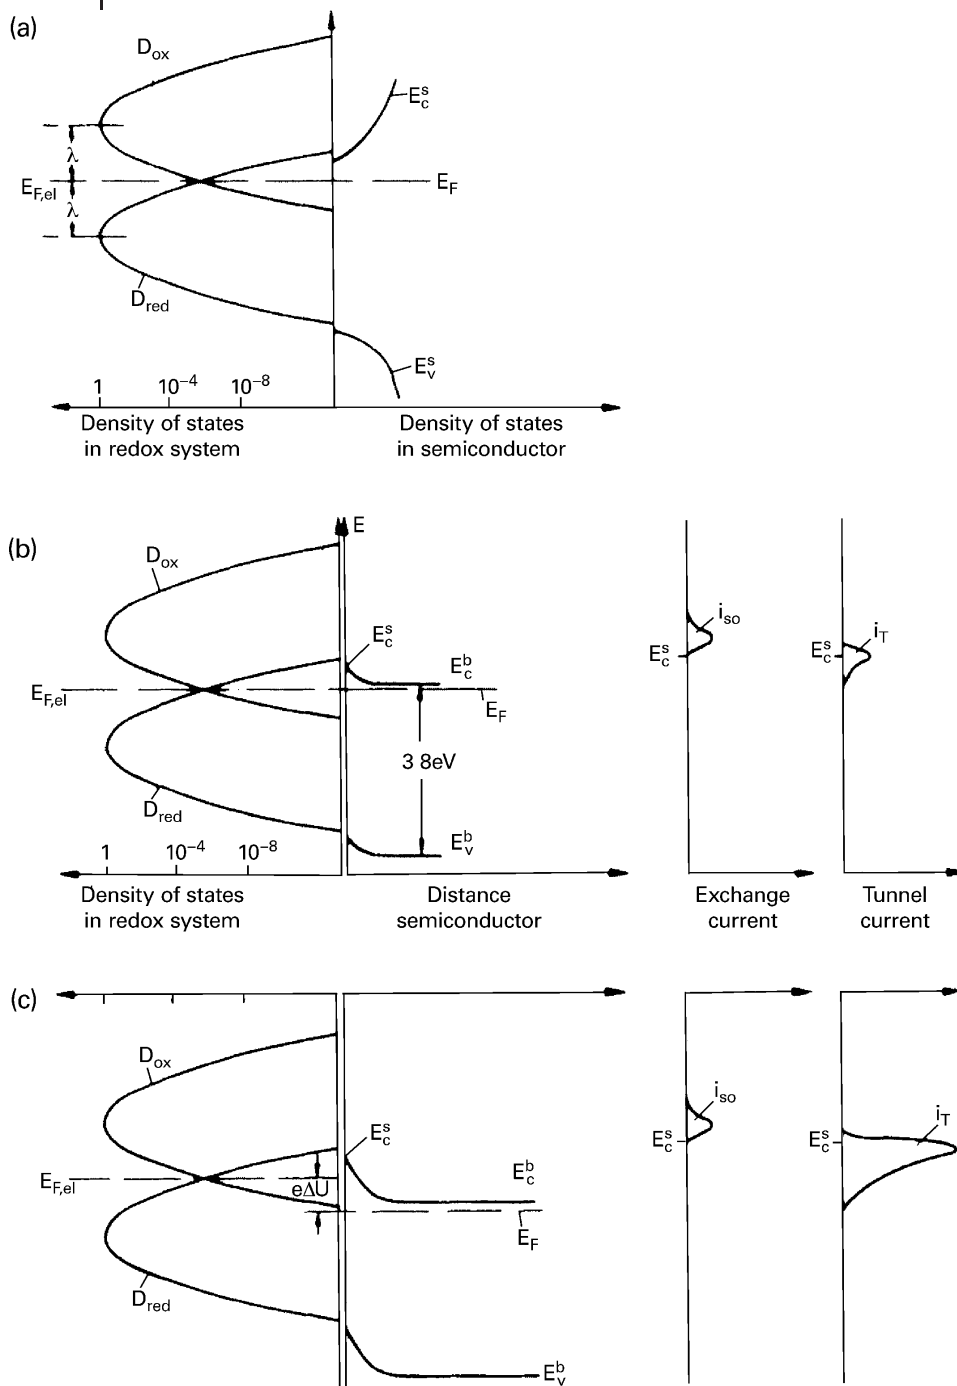 (a)
D_ox
E_c^s
λ
E_F,el
E_F
λ
D_red
E_v^s
1 10^–4 10^–8
Density of states
in redox system
Density of states
in semiconductor
(b)
E
D_ox
E_c^s
E_c^b
E_F,el
E_F
3 8eV
D_red
E_v^b
1 10^–4 10^–8
Density of states
in redox system
Distance
semiconductor
i_so
E_c^s
Exchange
current
i_T
E_c^s
Tunnel
current
(c)
D_ox
E_c^s
E_c^b
E_F,el
eΔU
E_F
D_red
E_v^b
i_so
E_c^s
i_T
E_c^s